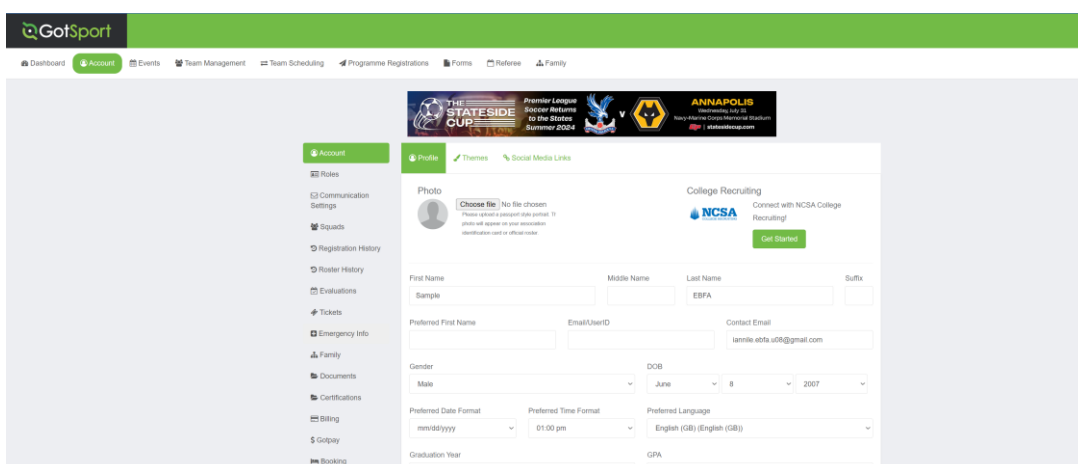 GotSport
Dashboard Account Events Team Management Team Scheduling Programme Registrations Forms Referee Family
THE STATESIDE CUP
Premier League
Soccer Returns
to the States
Summer 2024
V
ANNAPOLIS
Wednesday, July 31
Navy-Marine Corps Memorial Stadium
statesidecup.com
Account
Roles
Communication
Settings
Squads
Registration History
Roster History
Evaluations
Tickets
Emergency Info
Family
Documents
Certifications
Billing
Gotpay
Booking
Profile Themes Social Media Links
Photo
Choose file No file chosen
Please upload a passport style portrait. Tf
photo will appear on your association
identification card or official roster
College Recruiting
NCSA
Connect with NCSA College
Recruiting!
Get Started
First Name Middle Name Last Name Suffix
Sample EBFA
Preferred First Name Email/UserID Contact Email
iannile.ebfa.u08@gmail.com
Gender DOB
Male June 8 2007
Preferred Date Format Preferred Time Format Preferred Language
mm/dd/yyyy 01:00 pm English (GB) (English (GB))
Graduation Year GPA